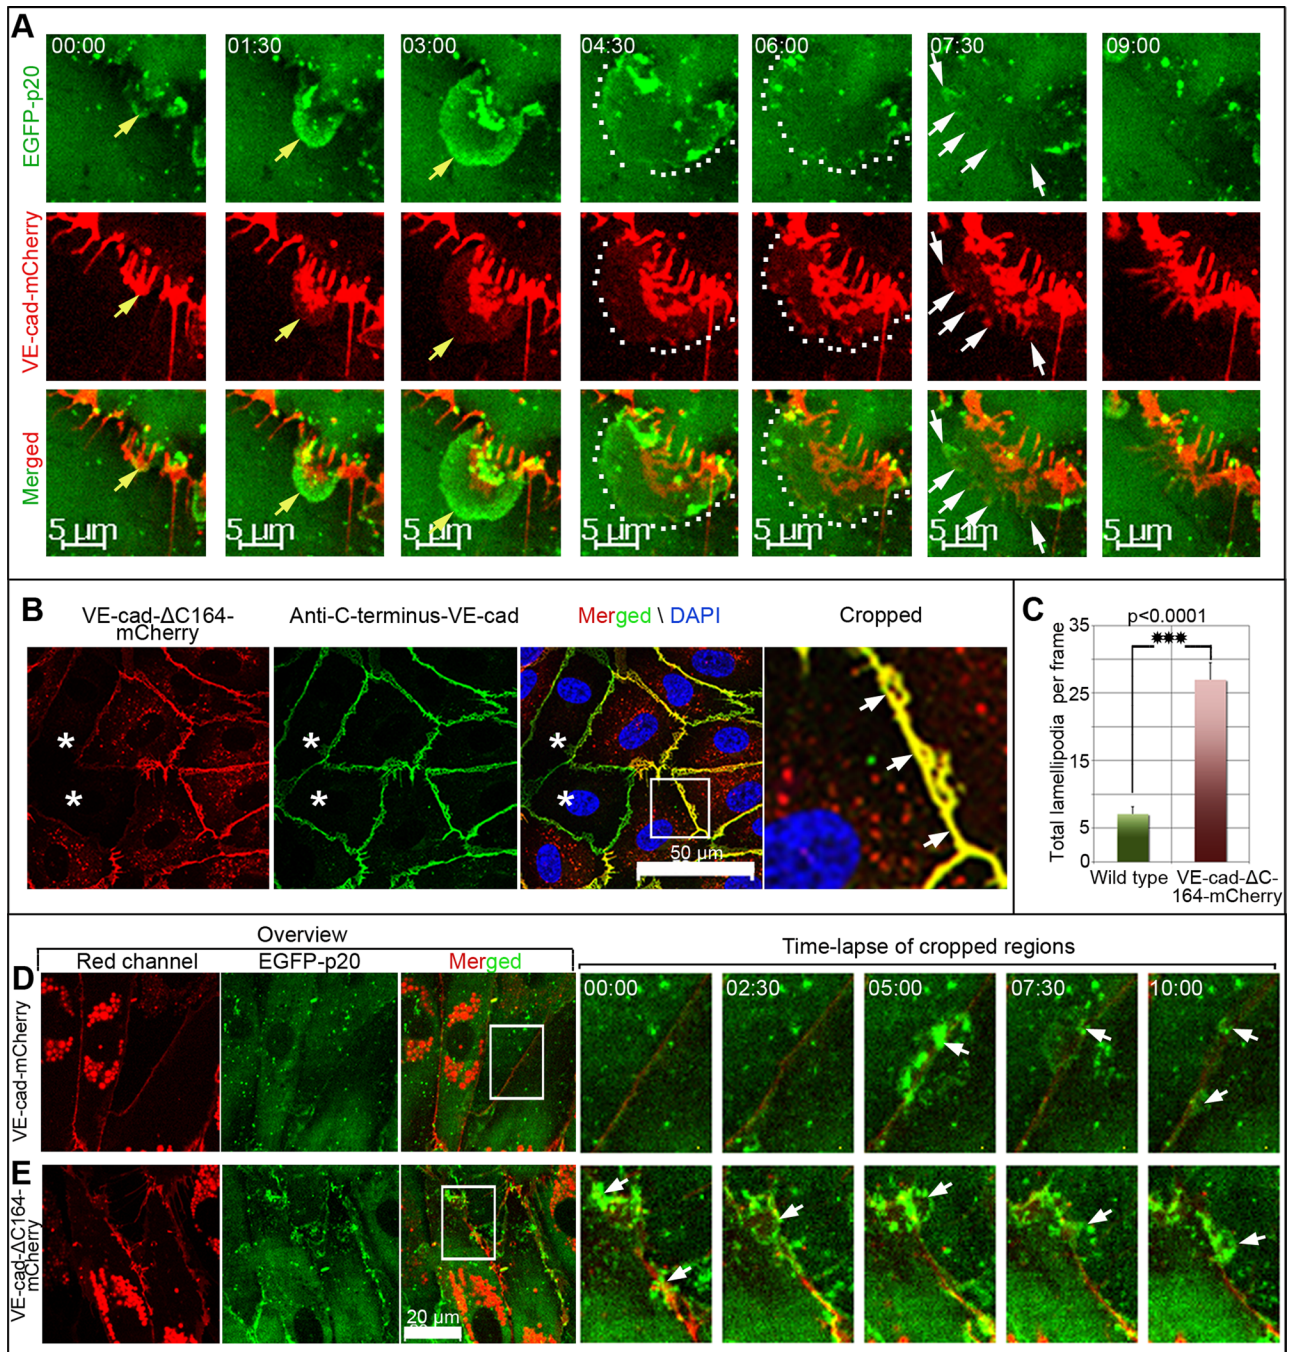 A
00:00 01:30 03:00 04:30 06:00 07:30 09:00
EGFP-p20
VE-cad-mCherry
Merged
5 µm 5 µm 5 µm 5 µm 5 µm 5 µm 5 µm
B
VE-cad-ΔC164-
mCherry
Anti-C-terminus-VE-cad
Merged \ DAPI
Cropped
* * * * * *
50 µm
C
p<0.0001
✷✷✷
Total lamellipodia per frame
35
25
15
5
0
Wild type
VE-cad-ΔC-
164-mCherry
Overview
Time-lapse of cropped regions
Red channel EGFP-p20 Merged
D
VE-cad-mCherry
00:00 02:30 05:00 07:30 10:00
E
VE-cad-ΔC164-
mCherry
20 µm